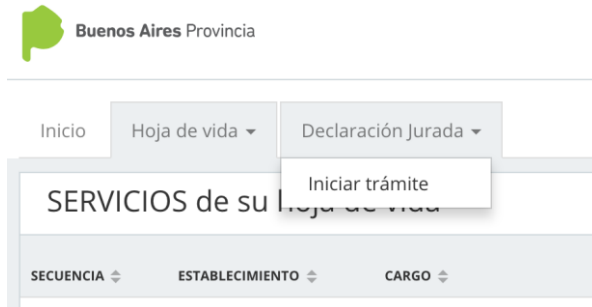 Buenos Aires Provincia
Inicio Hoja de vida Declaración Jurada
Iniciar trámite
SERVICIOS de su hoja de vida
SECUENCIA ESTABLECIMIENTO CARGO